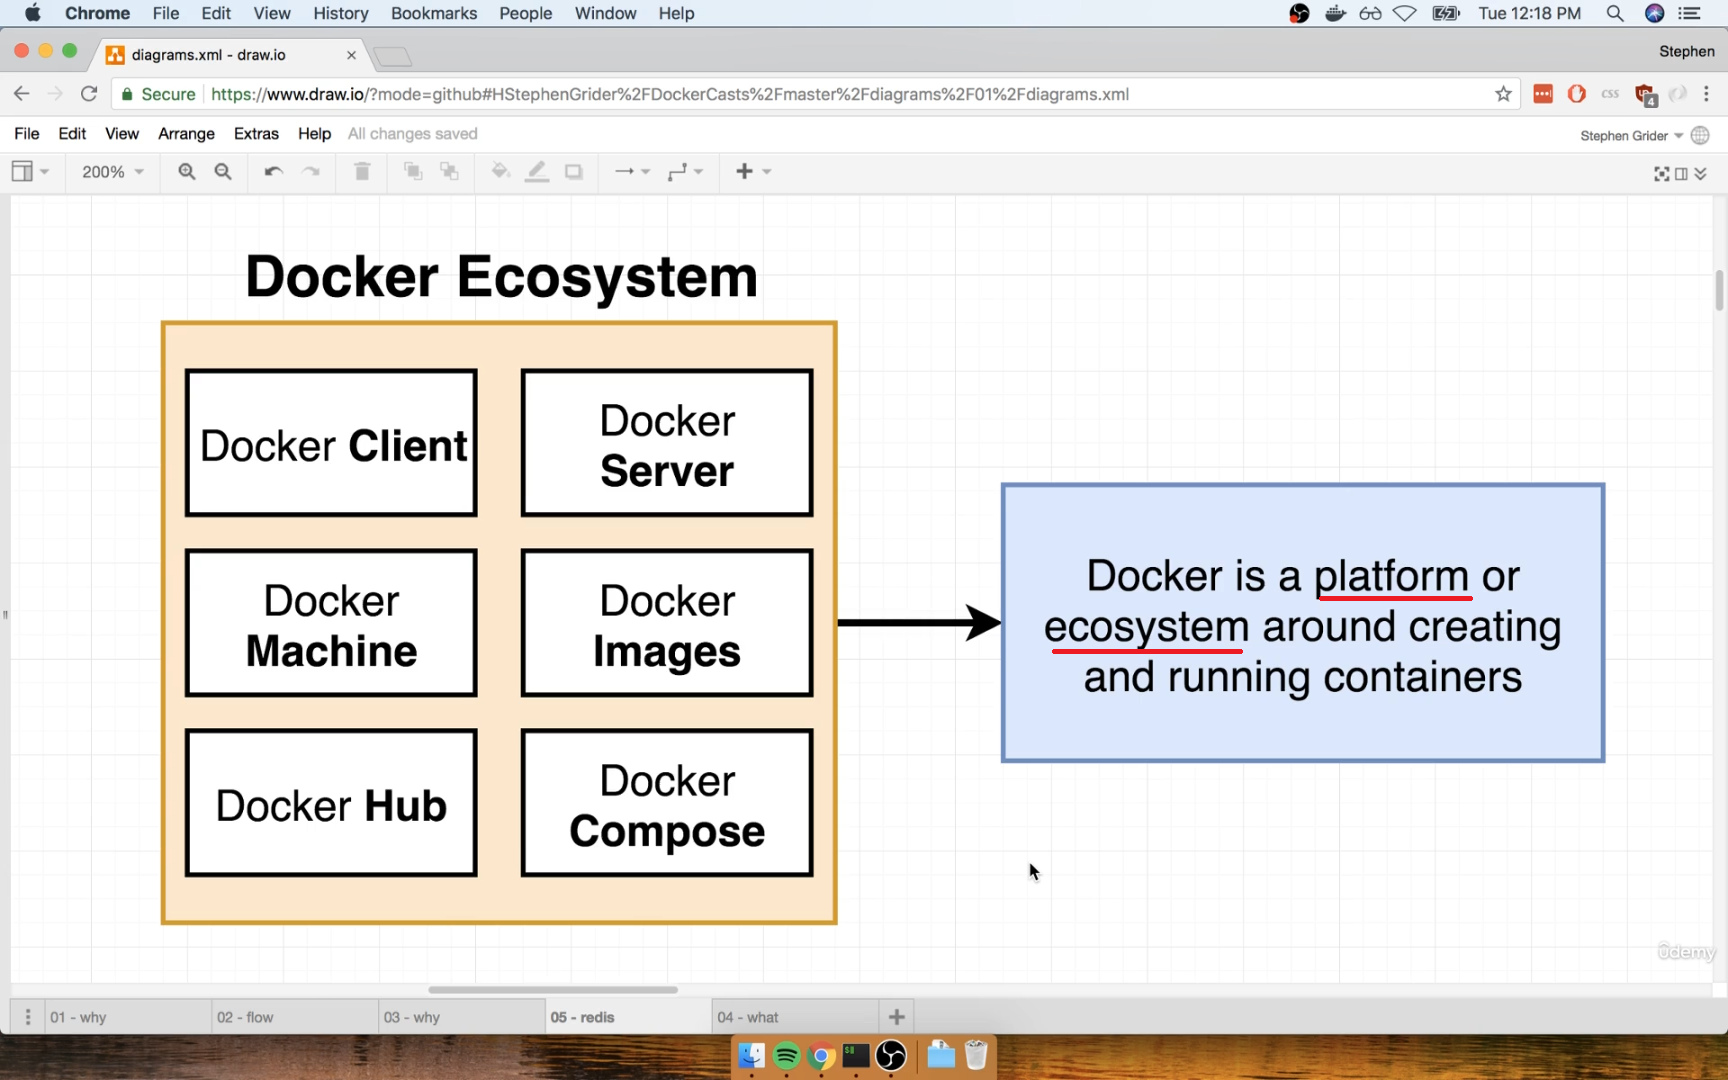 Chrome File Edit View History Bookmarks People Window Help Tue 12:18 PM
diagrams.xml - draw.io Stephen
Secure https://www.draw.io/?mode=github#HStephenGrider%2FDockerCasts%2Fmaster%2Fdiagrams%2F01%2Fdiagrams.xml CSS 4
File Edit View Arrange Extras Help All changes saved Stephen Grider
200%
Docker Ecosystem
Docker Client
Docker
Server
Docker
Machine
Docker
Images
Docker Hub
Docker
Compose
Docker is a platform or
ecosystem around creating
and running containers
ûdemy
01 - why 02 - flow 03 - why 05 - redis 04 - what